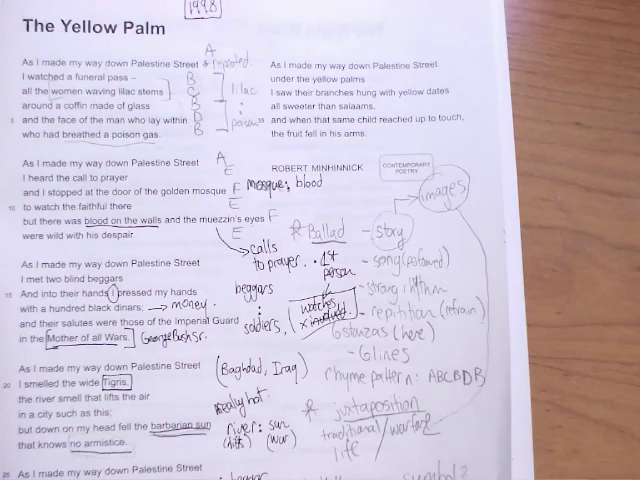 1998
The Yellow Palm
As I made my way down Palestine Street
A
& repeated.
I watched a funeral pass –
B
all the women waving lilac stems
C
lilac
around a coffin made of glass
B
:
5 and the face of the man who lay within
D
poison
who had breathed a poison gas.
B
As I made my way down Palestine Street
A
I heard the call to prayer
E
and I stopped at the door of the golden mosque
F
mosque: blood
10 to watch the faithful there
E
but there was blood on the walls and the muezzin's eyes
F
were wild with his despair.
E
calls
to prayer.
As I made my way down Palestine Street
I met two blind beggars
15 And into their hands I pressed my hands
with a hundred black dinars;
→ money.
and their salutes were those of the Imperial Guard
in the Mother of all Wars.
George Bush Sr.
beggars
:
soldiers,
As I made my way down Palestine Street
20 I smelled the wide Tigris,
the river smell that lifts the air
in a city such as this;
but down on my head fell the barbarian sun
that knows no armistice.
(Baghdad, Iraq)
really hot.
river: sun
(lifts) (war)
25 As I made my way down Palestine Street
As I made my way down Palestine Street
under the yellow palms
I saw their branches hung with yellow dates
all sweeter than salaams,
35 and when that same child reached up to touch,
the fruit fell in his arms.
ROBERT MINHINNICK
CONTEMPORARY
POETRY
images
* Ballad
- story
- song (performed)
· 1st
person
- strong rhythm
watches
x involved.
- repitition (refrain)
6 stanzas (here)
- 6 lines
rhyme pattern: ABCBDB
* juxtaposition
traditional / warfare
life
symbol?